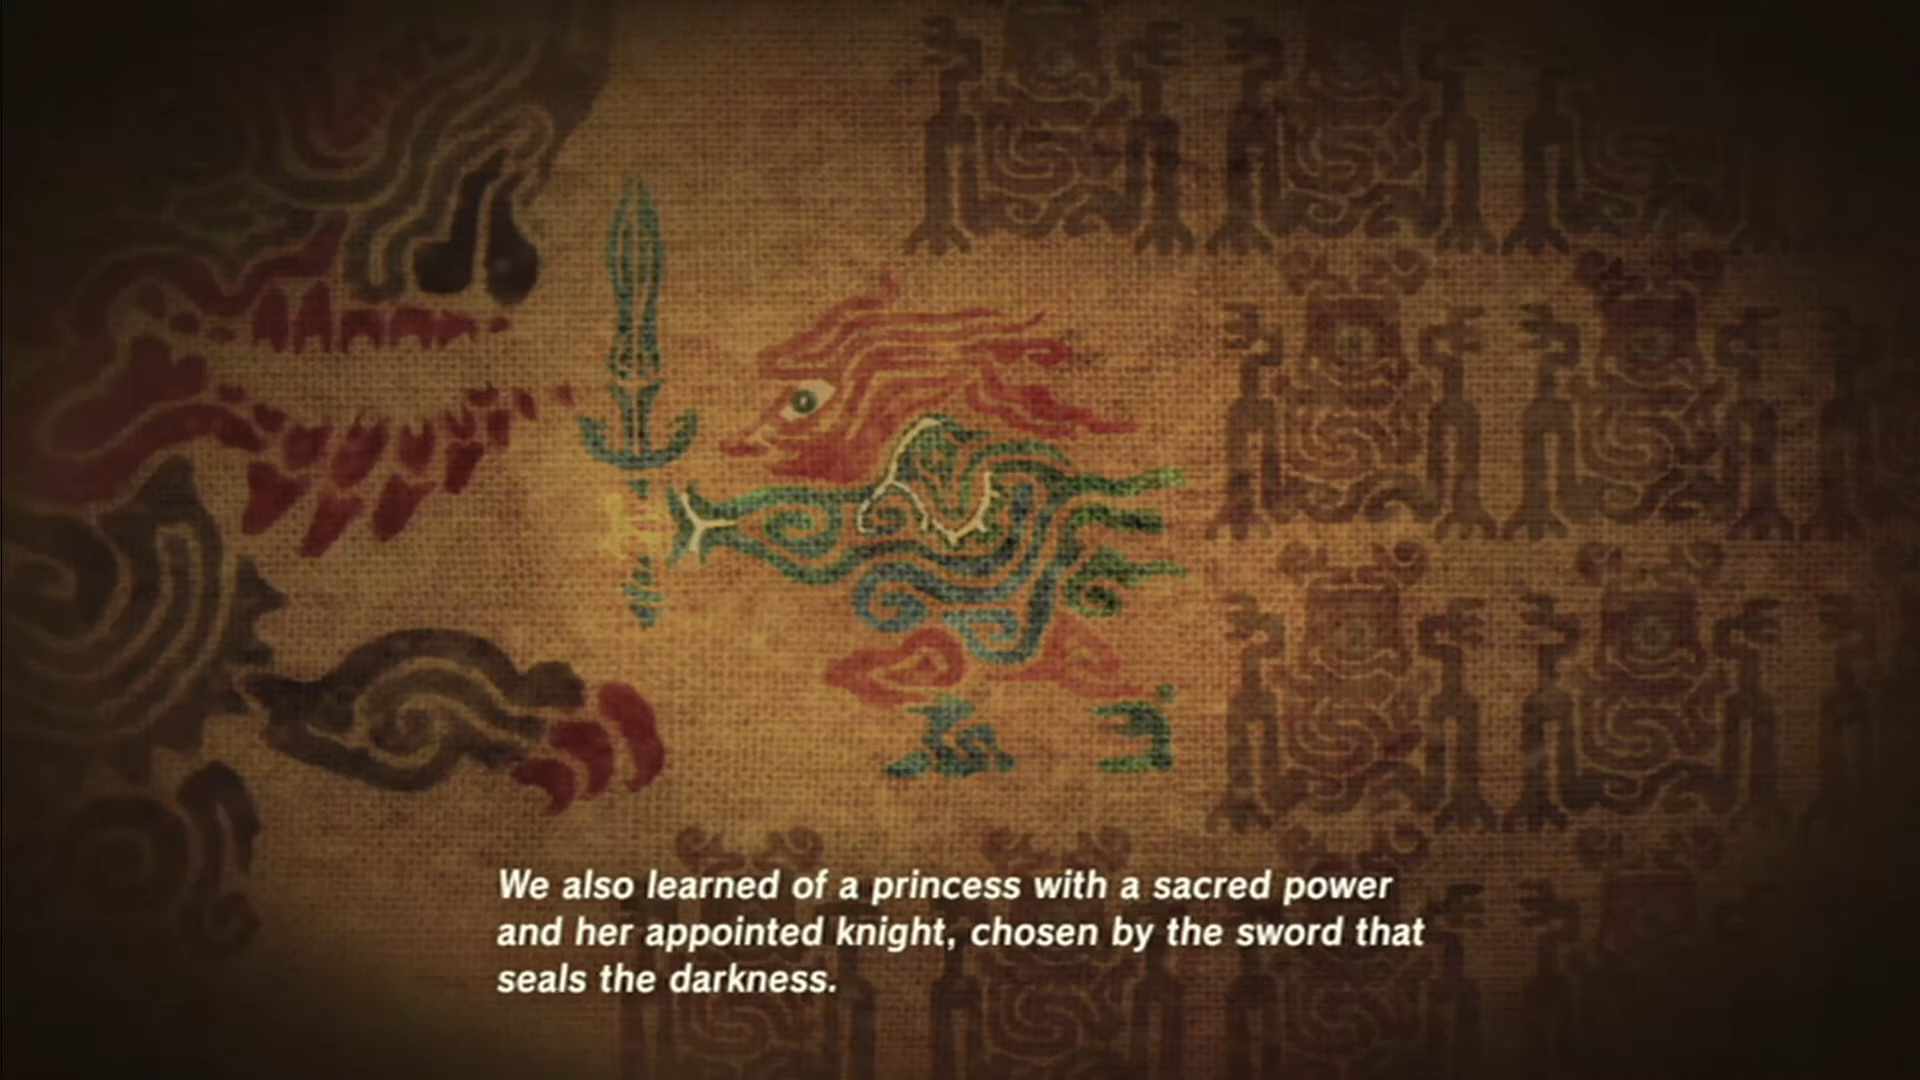 We also learned of a princess with a sacred power
and her appointed knight, chosen by the sword that
seals the darkness.